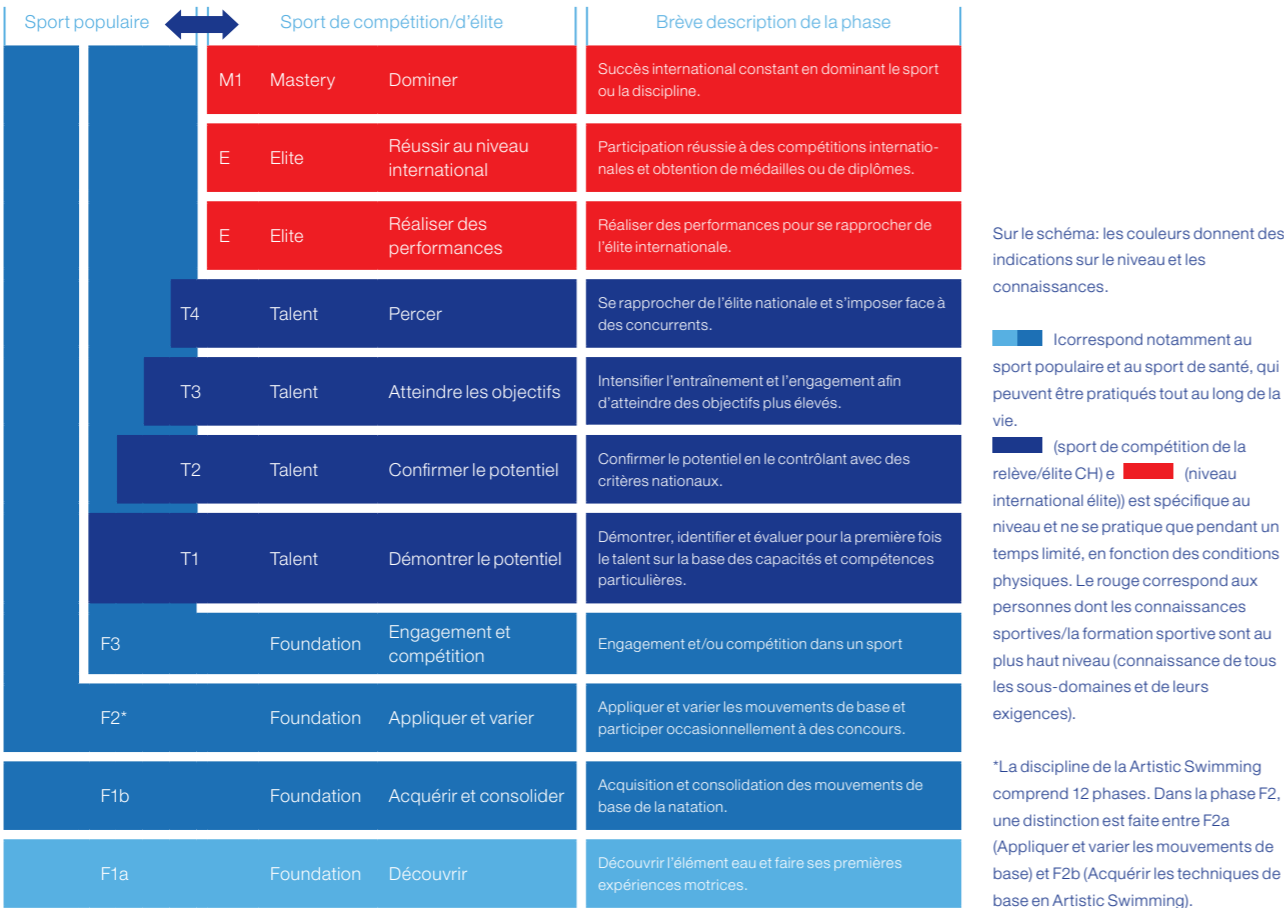 Sport populaire
Sport de compétition/d'élite
Brève description de la phase
M1 Mastery Dominer
Succès international constant en dominant le sport
ou la discipline.
E Elite Réussir au niveau
international
Participation réussie à des compétitions internatio-
nales et obtention de médailles ou de diplômes.
E Elite Réaliser des
performances
Réaliser des performances pour se rapprocher de
l'élite internationale.
T4 Talent Percer
Se rapprocher de l'élite nationale et s'imposer face à
des concurrents.
T3 Talent Atteindre les objectifs
Intensifier l'entraînement et l'engagement afin
d'atteindre des objectifs plus élevés.
T2 Talent Confirmer le potentiel
Confirmer le potentiel en le contrôlant avec des
critères nationaux.
T1 Talent Démontrer le potentiel
Démontrer, identifier et évaluer pour la première fois
le talent sur la base des capacités et compétences
particulières.
F3 Foundation Engagement et
compétition
Engagement et/ou compétition dans un sport
F2* Foundation Appliquer et varier
Appliquer et varier les mouvements de base et
participer occasionnellement à des concours.
F1b Foundation Acquérir et consolider
Acquisition et consolidation des mouvements de
base de la natation.
F1a Foundation Découvrir
Découvrir l'élément eau et faire ses premières
expériences motrices.
Sur le schéma: les couleurs donnent des
indications sur le niveau et les
connaissances.
Icorrespond notamment au
sport populaire et au sport de santé, qui
peuvent être pratiqués tout au long de la
vie.
(sport de compétition de la
relève/élite CH) e (niveau
international élite)) est spécifique au
niveau et ne se pratique que pendant un
temps limité, en fonction des conditions
physiques. Le rouge correspond aux
personnes dont les connaissances
sportives/la formation sportive sont au
plus haut niveau (connaissance de tous
les sous-domaines et de leurs
exigences).
*La discipline de la Artistic Swimming
comprend 12 phases. Dans la phase F2,
une distinction est faite entre F2a
(Appliquer et varier les mouvements de
base) et F2b (Acquérir les techniques de
base en Artistic Swimming).